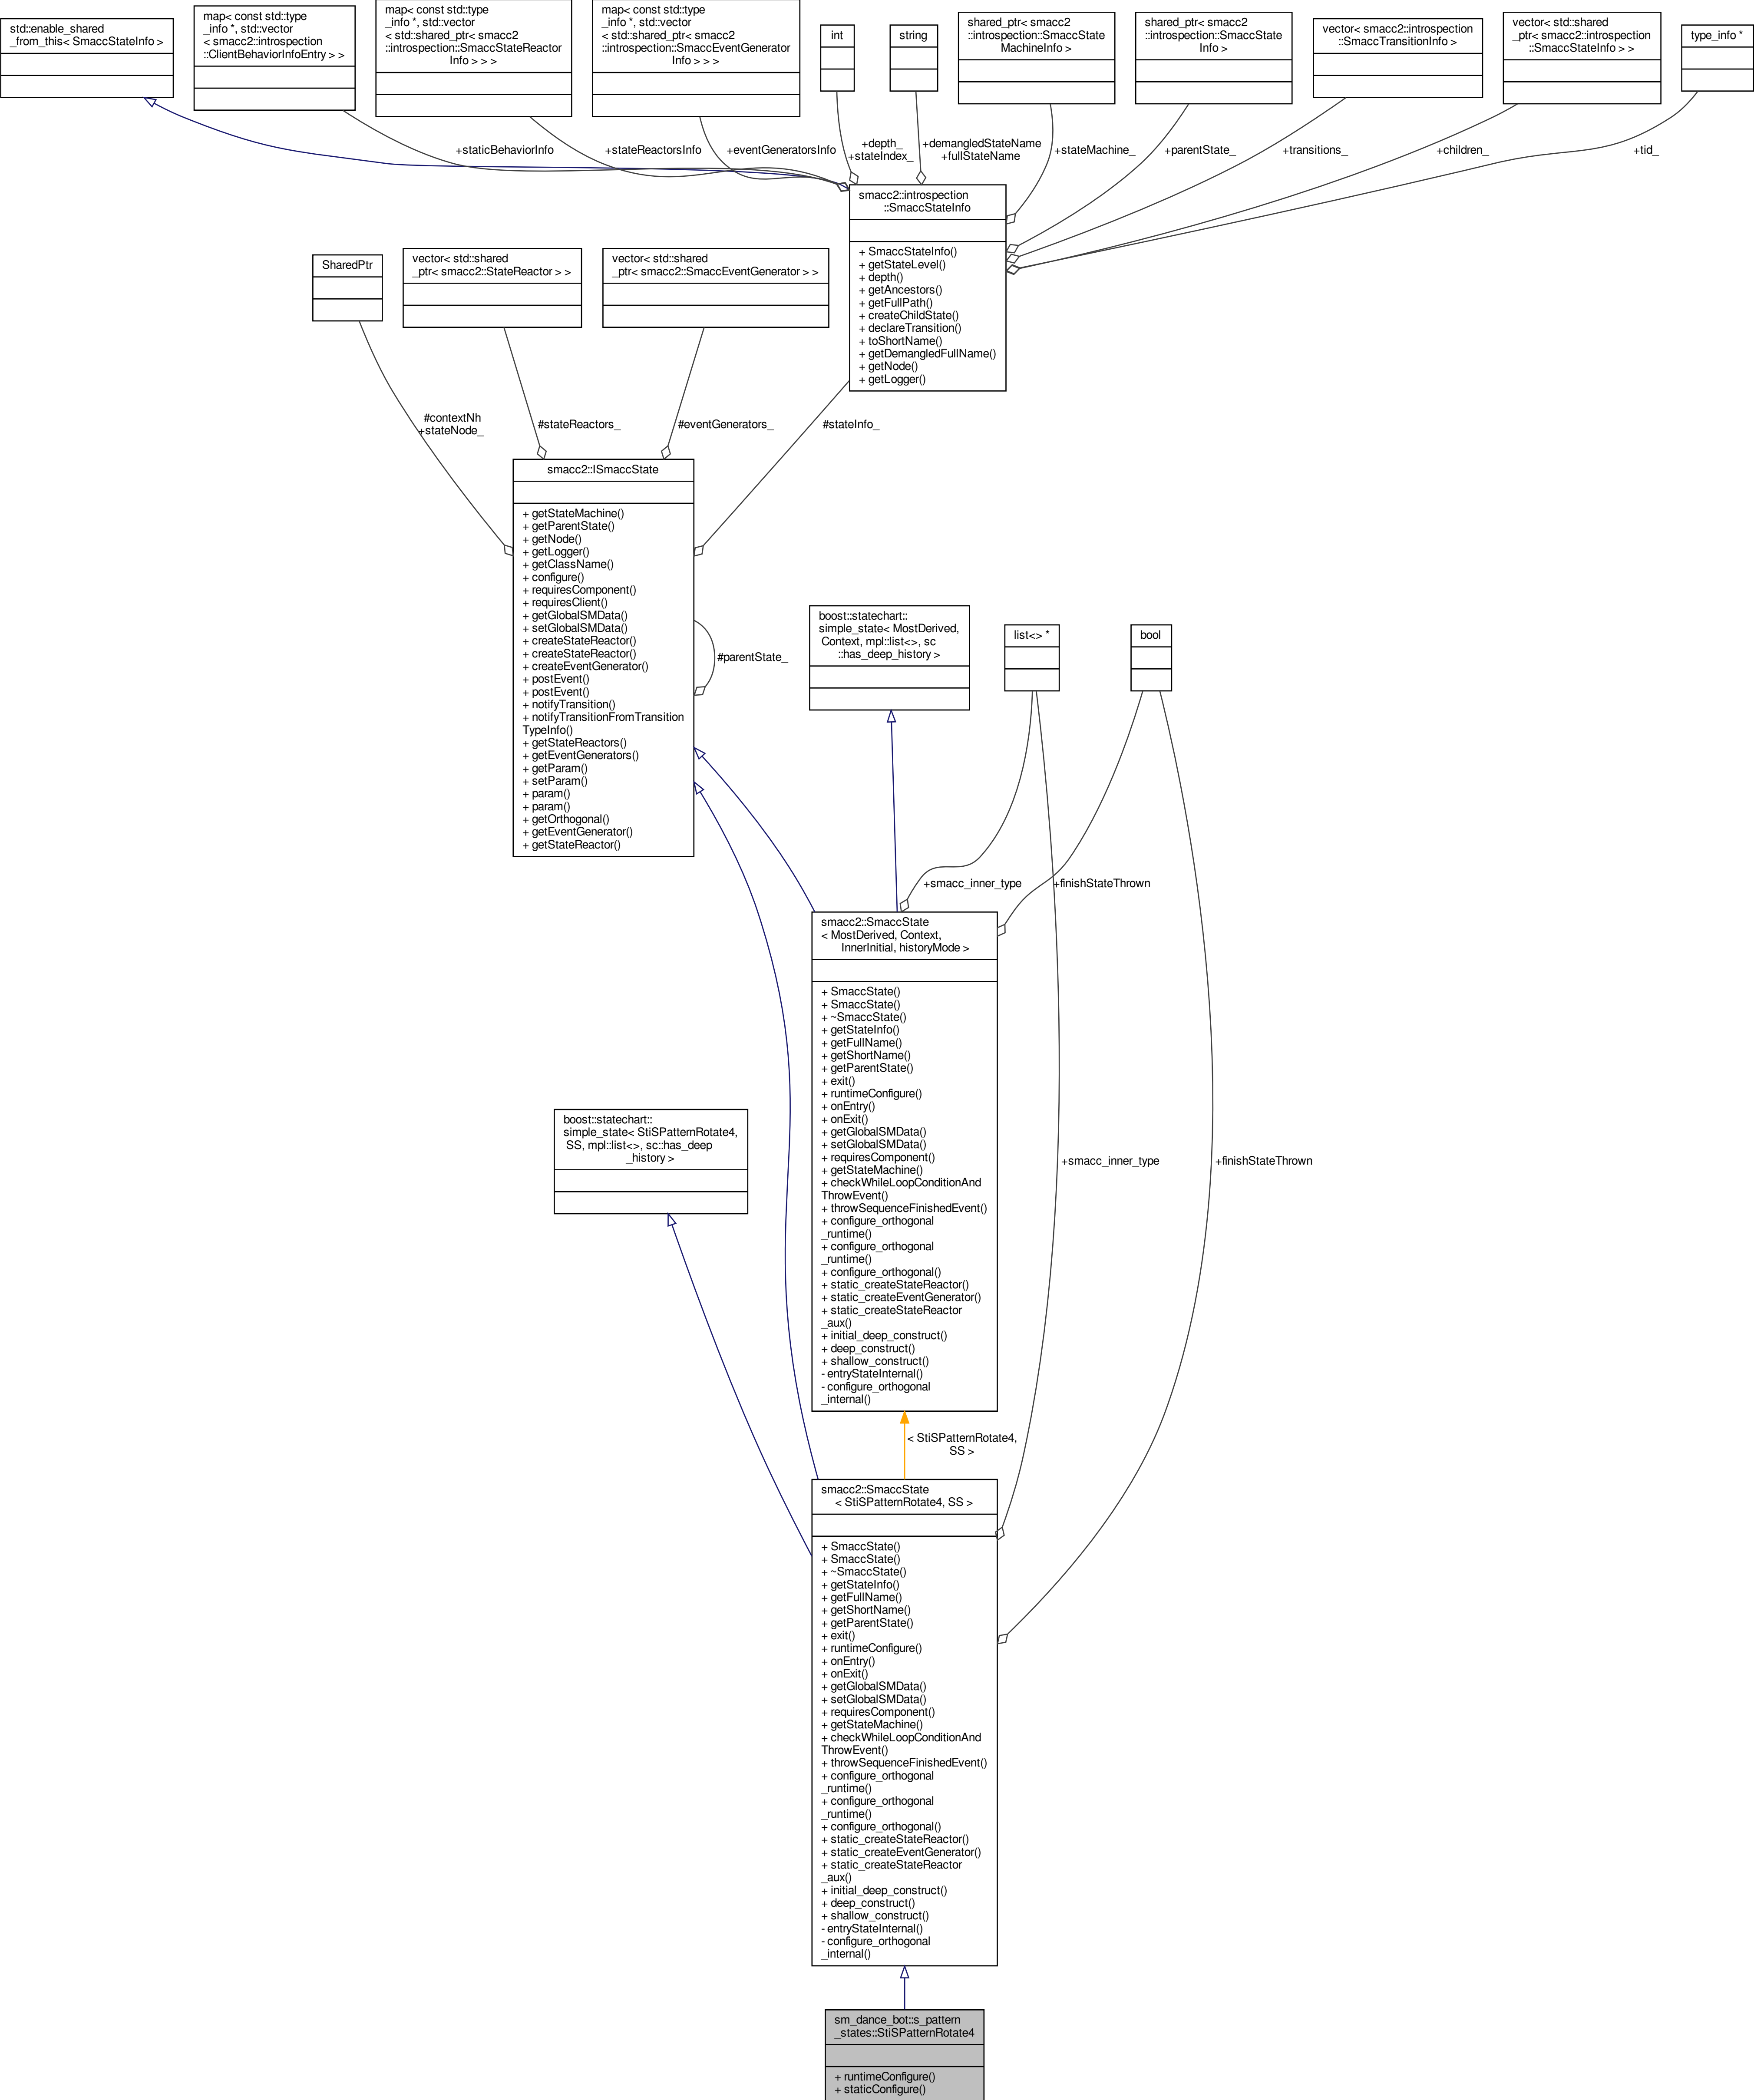 std::enable_shared
_from_this< SmaccStateInfo >
map< const std::type
_info *, std::vector
< smacc2::introspection
::ClientBehaviorInfoEntry > >
map< const std::type
_info *, std::vector
< std::shared_ptr< smacc2
::introspection::SmaccStateReactor
Info > > >
map< const std::type
_info *, std::vector
< std::shared_ptr< smacc2
::introspection::SmaccEventGenerator
Info > > >
int
string
shared_ptr< smacc2
::introspection::SmaccState
MachineInfo >
shared_ptr< smacc2
::introspection::SmaccState
Info >
vector< smacc2::introspection
::SmaccTransitionInfo >
vector< std::shared
_ptr< smacc2::introspection
::SmaccStateInfo > >
type_info *
+staticBehaviorInfo
+stateReactorsInfo
+eventGeneratorsInfo
+depth_
+stateIndex_
+demangledStateName
+fullStateName
+stateMachine_
+parentState_
+transitions_
+children_
+tid_
smacc2::introspection
::SmaccStateInfo
+ SmaccStateInfo()
+ getStateLevel()
+ depth()
+ getAncestors()
+ getFullPath()
+ createChildState()
+ declareTransition()
+ toShortName()
+ getDemangledFullName()
+ getNode()
+ getLogger()
SharedPtr
vector< std::shared
_ptr< smacc2::StateReactor > >
vector< std::shared
_ptr< smacc2::SmaccEventGenerator > >
#contextNh
+stateNode_
#stateReactors_
#eventGenerators_
#stateInfo_
smacc2::ISmaccState
+ getStateMachine()
+ getParentState()
+ getNode()
+ getLogger()
+ getClassName()
+ configure()
+ requiresComponent()
+ requiresClient()
+ getGlobalSMData()
+ setGlobalSMData()
+ createStateReactor()
+ createStateReactor()
+ createEventGenerator()
+ postEvent()
+ postEvent()
+ notifyTransition()
+ notifyTransitionFromTransition
TypeInfo()
+ getStateReactors()
+ getEventGenerators()
+ getParam()
+ setParam()
+ param()
+ param()
+ getOrthogonal()
+ getEventGenerator()
+ getStateReactor()
#parentState_
boost::statechart::
simple_state< MostDerived,
Context, mpl::list<>, sc
::has_deep_history >
list<> *
bool
+smacc_inner_type
+finishStateThrown
smacc2::SmaccState
< MostDerived, Context,
InnerInitial, historyMode >
+ SmaccState()
+ SmaccState()
+ ~SmaccState()
+ getStateInfo()
+ getFullName()
+ getShortName()
+ getParentState()
+ exit()
+ runtimeConfigure()
+ onEntry()
+ onExit()
+ getGlobalSMData()
+ setGlobalSMData()
+ requiresComponent()
+ getStateMachine()
+ checkWhileLoopConditionAnd
ThrowEvent()
+ throwSequenceFinishedEvent()
+ configure_orthogonal
_runtime()
+ configure_orthogonal
_runtime()
+ configure_orthogonal()
+ static_createStateReactor()
+ static_createEventGenerator()
+ static_createStateReactor
_aux()
+ initial_deep_construct()
+ deep_construct()
+ shallow_construct()
- entryStateInternal()
- configure_orthogonal
_internal()
boost::statechart::
simple_state< StiSPatternRotate4,
SS, mpl::list<>, sc::has_deep
_history >
+smacc_inner_type
+finishStateThrown
< StiSPatternRotate4,
SS >
smacc2::SmaccState
< StiSPatternRotate4, SS >
+ SmaccState()
+ SmaccState()
+ ~SmaccState()
+ getStateInfo()
+ getFullName()
+ getShortName()
+ getParentState()
+ exit()
+ runtimeConfigure()
+ onEntry()
+ onExit()
+ getGlobalSMData()
+ setGlobalSMData()
+ requiresComponent()
+ getStateMachine()
+ checkWhileLoopConditionAnd
ThrowEvent()
+ throwSequenceFinishedEvent()
+ configure_orthogonal
_runtime()
+ configure_orthogonal
_runtime()
+ configure_orthogonal()
+ static_createStateReactor()
+ static_createEventGenerator()
+ static_createStateReactor
_aux()
+ initial_deep_construct()
+ deep_construct()
+ shallow_construct()
- entryStateInternal()
- configure_orthogonal
_internal()
sm_dance_bot::s_pattern
_states::StiSPatternRotate4
+ runtimeConfigure()
+ staticConfigure()